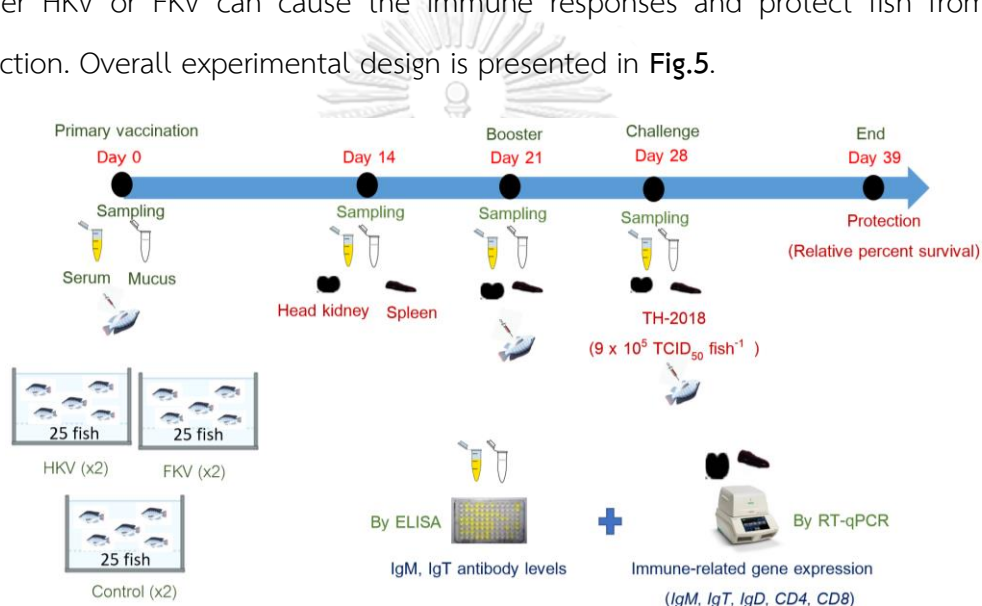 er HKV or FKV can cause the immune responses and protect fish from
ction. Overall experimental design is presented in Fig.5.
Primary vaccination
Booster
Challenge
End
Day 0
Day 14
Day 21
Day 28
Day 39
Sampling
Sampling
Sampling
Sampling
Protection
(Relative percent survival)
Serum
Mucus
Head kidney
Spleen
TH-2018
(9 x 10⁵ TCID₅₀ fish⁻¹ )
25 fish
25 fish
HKV (x2)
FKV (x2)
25 fish
Control (x2)
By ELISA
By RT-qPCR
IgM, IgT antibody levels
Immune-related gene expression
(IgM, IgT, IgD, CD4, CD8)